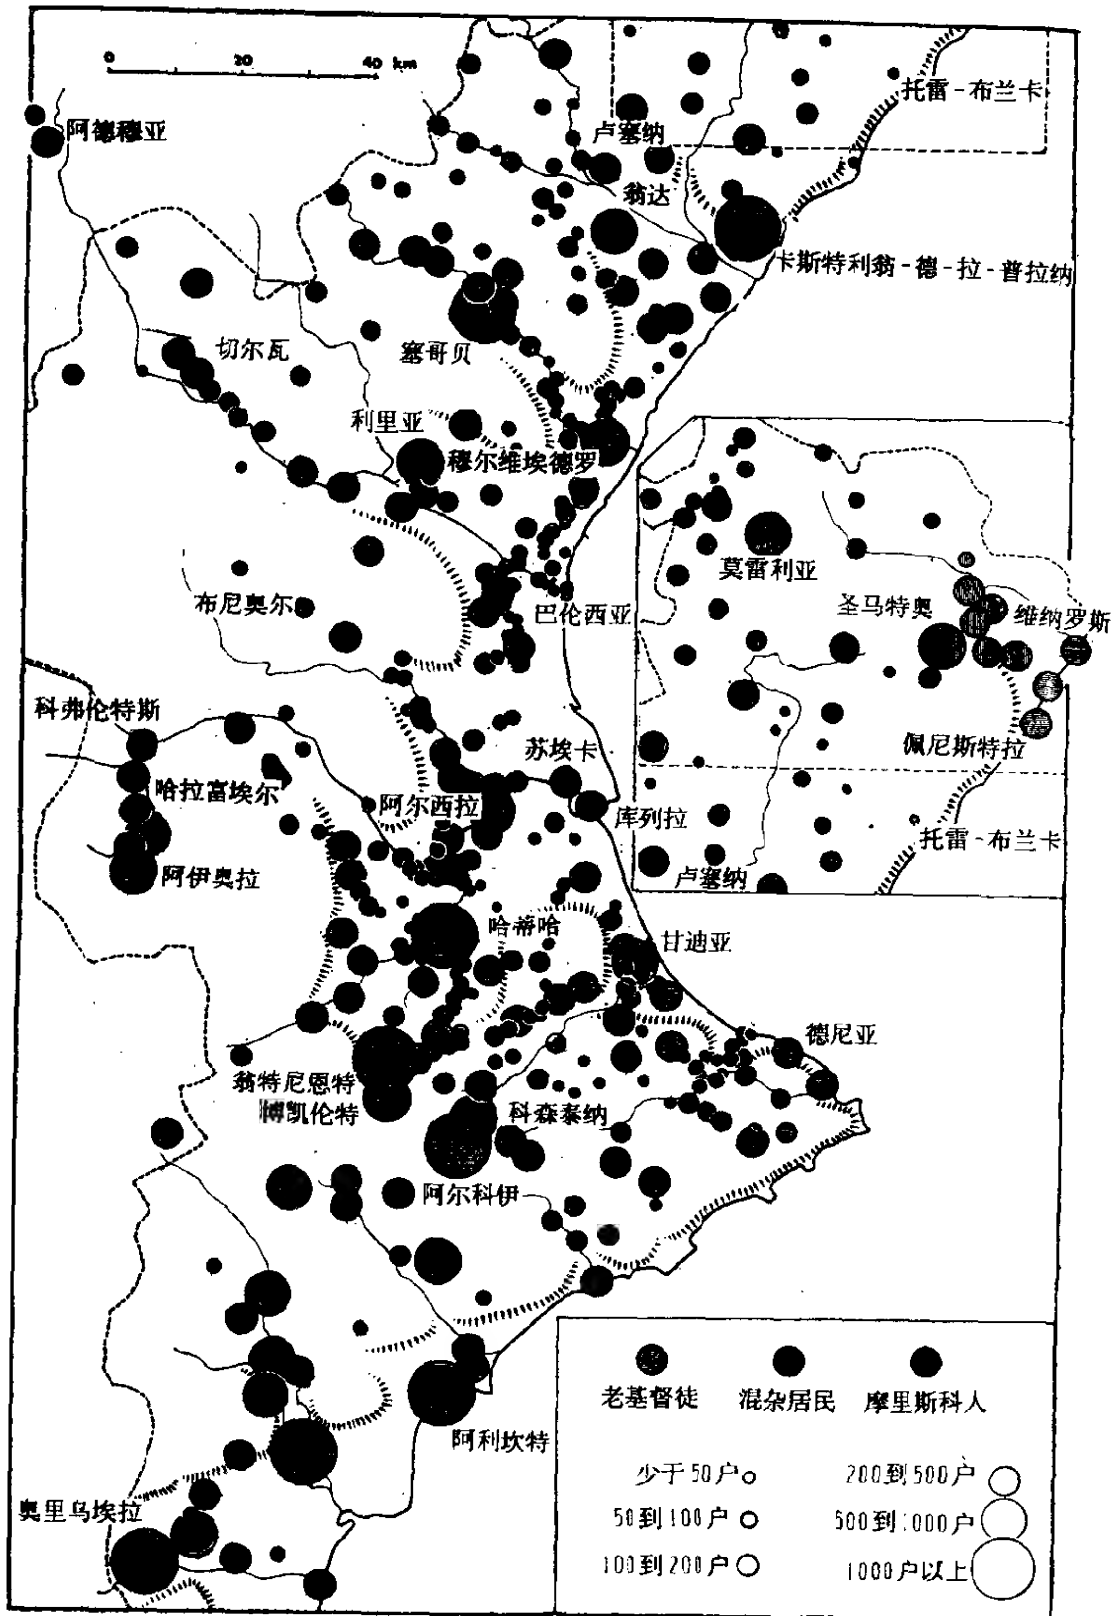 0 20 40 km
托雷-布兰卡
阿德穆亚
卢塞纳
翁达
卡斯特利翁-德-拉-普拉纳
切尔瓦
塞哥贝
利里亚
穆尔维埃德罗
莫雷利亚
布尼奥尔
巴伦西亚
圣马特奥
维纳罗斯
科弗伦特斯
苏埃卡
佩尼斯特拉
哈拉富埃尔
阿尔西拉
库列拉
托雷-布兰卡
阿伊奥拉
卢塞纳
哈蒂哈
甘迪亚
德尼亚
翁特尼恩特
博凯伦特
科森泰纳
阿尔科伊
老基督徒 混杂居民 摩里斯科人
阿利坎特
少于50户 200到500户
奥里乌埃拉
50到100户 500到1000户
100到200户 1000户以上